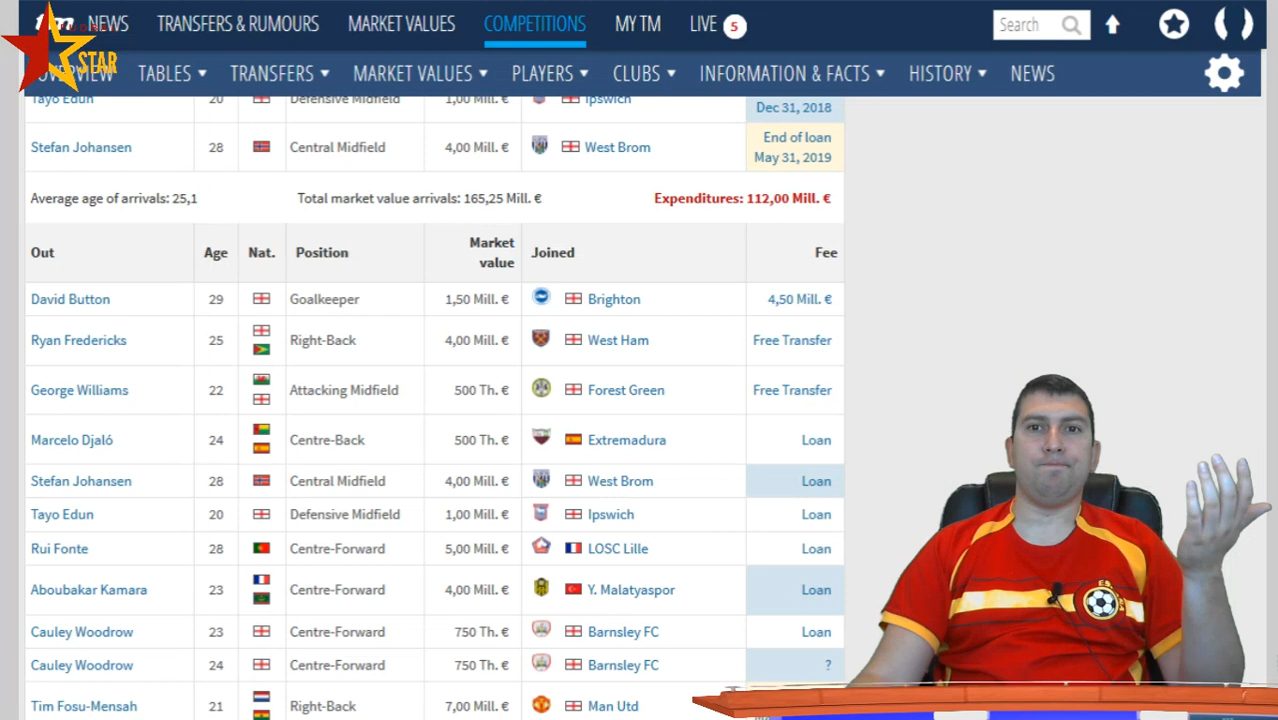 tm NEWS TRANSFERS & RUMOURS MARKET VALUES COMPETITIONS MY TM LIVE 5 Search
STAR
OVERVIEW TABLES TRANSFERS MARKET VALUES PLAYERS CLUBS INFORMATION & FACTS HISTORY NEWS
Tayo Edun 20 Defensive Midfield 1,00 Mill. € Ipswich Dec 31, 2018
Stefan Johansen 28 Central Midfield 4,00 Mill. € West Brom End of loan
May 31, 2019
Average age of arrivals: 25,1 Total market value arrivals: 165,25 Mill. € Expenditures: 112,00 Mill. €
Out Age Nat. Position Market value Joined Fee
David Button 29 Goalkeeper 1,50 Mill. € Brighton 4,50 Mill. €
Ryan Fredericks 25 Right-Back 4,00 Mill. € West Ham Free Transfer
George Williams 22 Attacking Midfield 500 Th. € Forest Green Free Transfer
Marcelo Djaló 24 Centre-Back 500 Th. € Extremadura Loan
Stefan Johansen 28 Central Midfield 4,00 Mill. € West Brom Loan
Tayo Edun 20 Defensive Midfield 1,00 Mill. € Ipswich Loan
Rui Fonte 28 Centre-Forward 5,00 Mill. € LOSC Lille Loan
Aboubakar Kamara 23 Centre-Forward 4,00 Mill. € Y. Malatyaspor Loan
Cauley Woodrow 23 Centre-Forward 750 Th. € Barnsley FC Loan
Cauley Woodrow 24 Centre-Forward 750 Th. € Barnsley FC ?
Tim Fosu-Mensah 21 Right-Back 7,00 Mill. € Man Utd